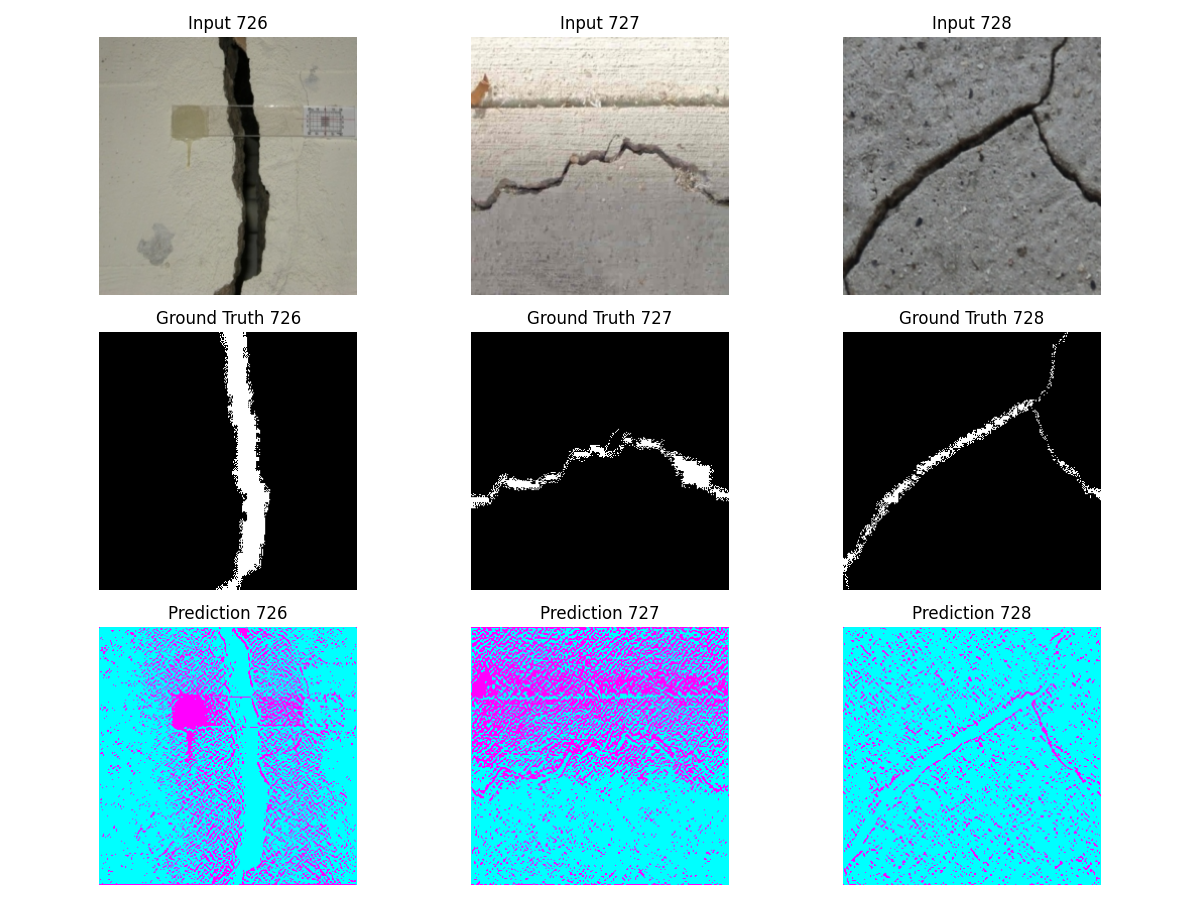 Input 726
Input 727
Input 728
Ground Truth 726
Ground Truth 727
Ground Truth 728
Prediction 726
Prediction 727
Prediction 728